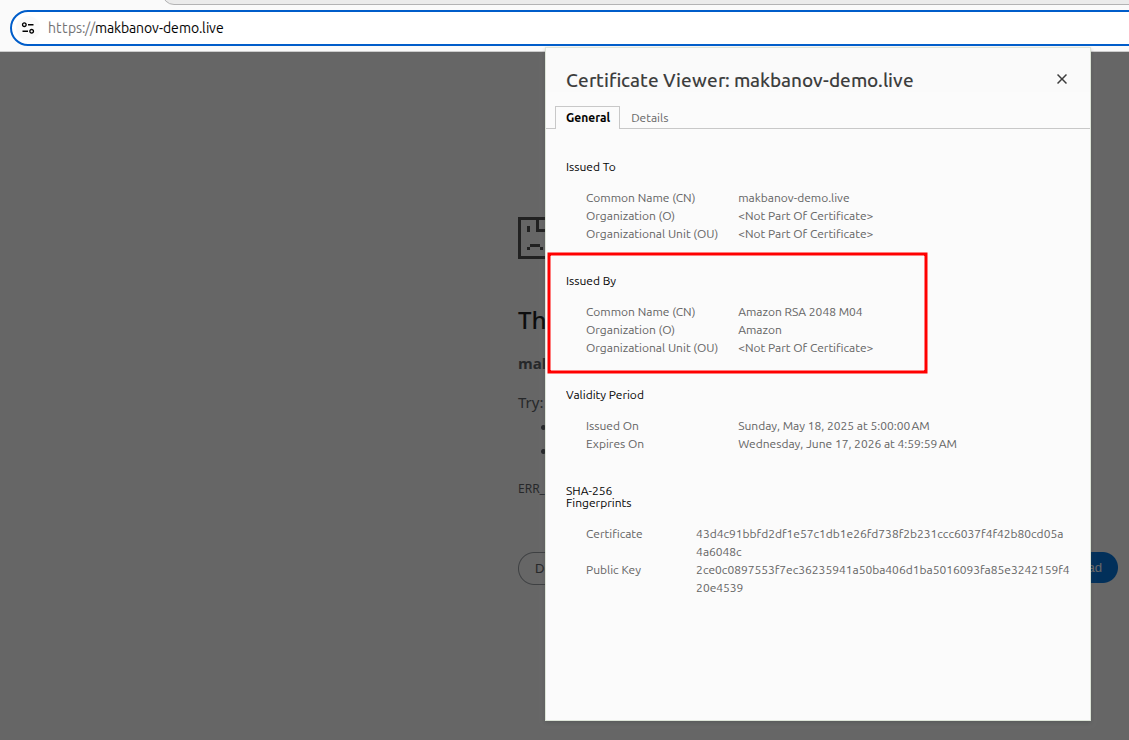 https://makbanov-demo.live
Certificate Viewer: makbanov-demo.live
General Details
Issued To
Common Name (CN) makbanov-demo.live
Organization (O) <Not Part Of Certificate>
Organizational Unit (OU) <Not Part Of Certificate>
Issued By
Common Name (CN) Amazon RSA 2048 M04
Organization (O) Amazon
Organizational Unit (OU) <Not Part Of Certificate>
Validity Period
Issued On Sunday, May 18, 2025 at 5:00:00 AM
Expires On Wednesday, June 17, 2026 at 4:59:59 AM
SHA-256
Fingerprints
Certificate 43d4c91bbfd2df1e57c1db1e26fd738f2b231ccc6037f4f42b80cd05a
4a6048c
Public Key 2ce0c0897553f7ec36235941a50ba406d1ba5016093fa85e3242159f4
20e4539
Th
mal
Try:
ERR_
D
ad